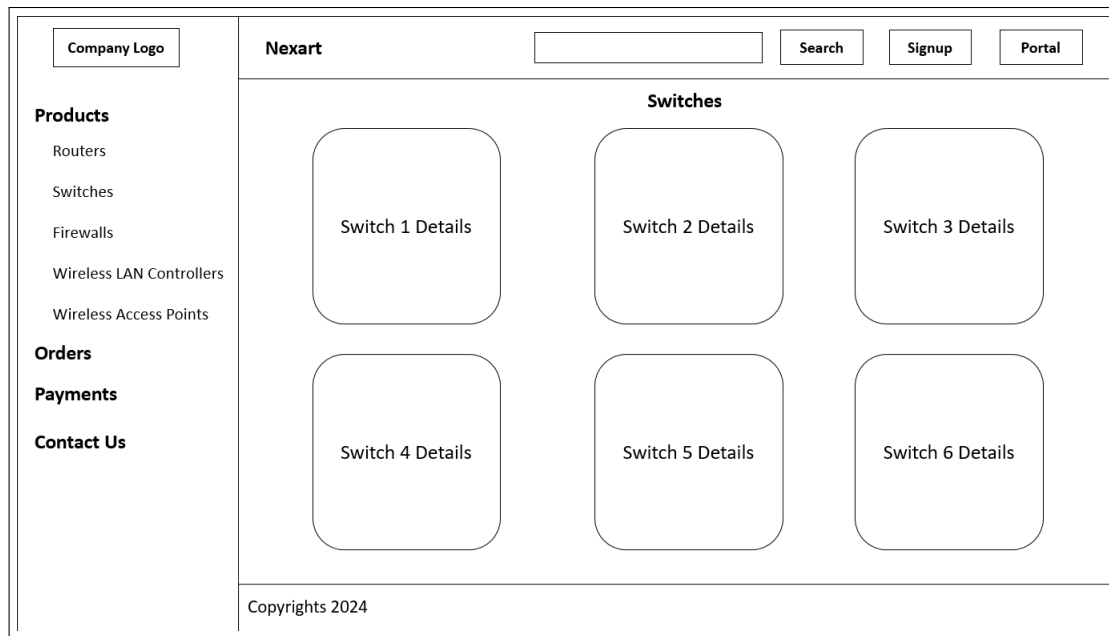 Company Logo
Nexart
Search
Signup
Portal
Products
Routers
Switches
Firewalls
Wireless LAN Controllers
Wireless Access Points
Orders
Payments
Contact Us
Switches
Switch 1 Details
Switch 2 Details
Switch 3 Details
Switch 4 Details
Switch 5 Details
Switch 6 Details
Copyrights 2024